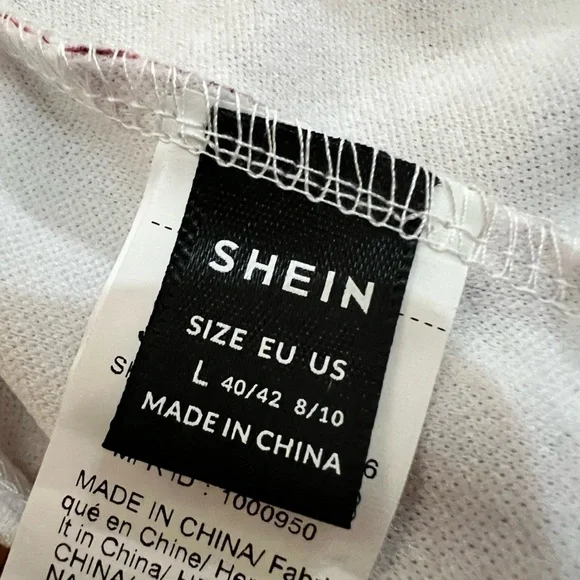 SHEIN
SIZE EU US
L 40/42 8/10
MADE IN CHINA
: 1000950
MADE IN CHINA/
qué en Chine/
It in China/
CHINA/